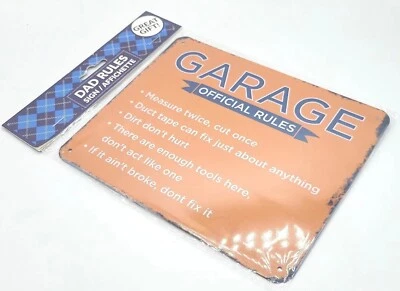 GREAT
GIFT!
DAD RULES
SIGN / AFFICHETTE
GARAGE
OFFICIAL RULES
• Measure twice, cut once
• Duct tape can fix just about anything
• Dirt don't hurt
• There are enough tools here,
don't act like one
• If it ain't broke, dont fix it